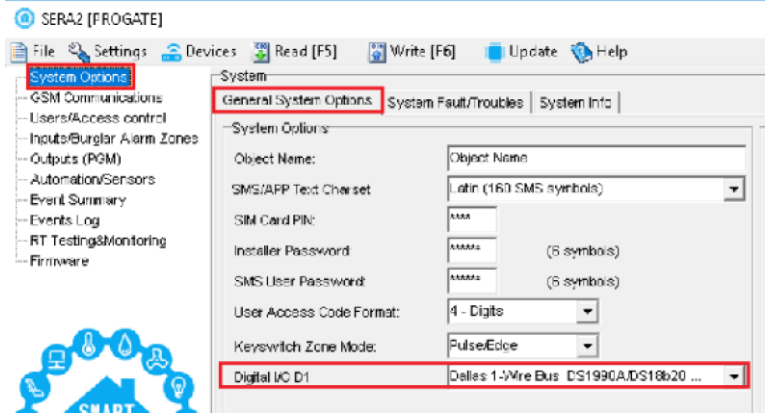 SERA2 [PROGATE]
File Settings Devices Read [F5] Write [F6] Update Help
System Options
GSM Communications
Users/Access control
Inputs/Burglar Alarm Zones
Outputs (PGM)
Automation/Sensors
Event Summary
Events Log
RT Testing&Monitoring
Firmware
SMART
System
General System Options System Fault/Troubles System Info
System Options
Object Name: Object Name
SMS/APP Text Charset Latin (160 SMS symbols)
SIM Card PIN: ****
Installer Password: ****** (6 symbols)
SMS User Password: ****** (6 symbols)
User Access Code Format: 4 - Digits
Keyswitch Zone Mode: Pulse/Edge
Digital I/O D1 Dallas 1-Wire Bus DS1990A/DS18b20 ...